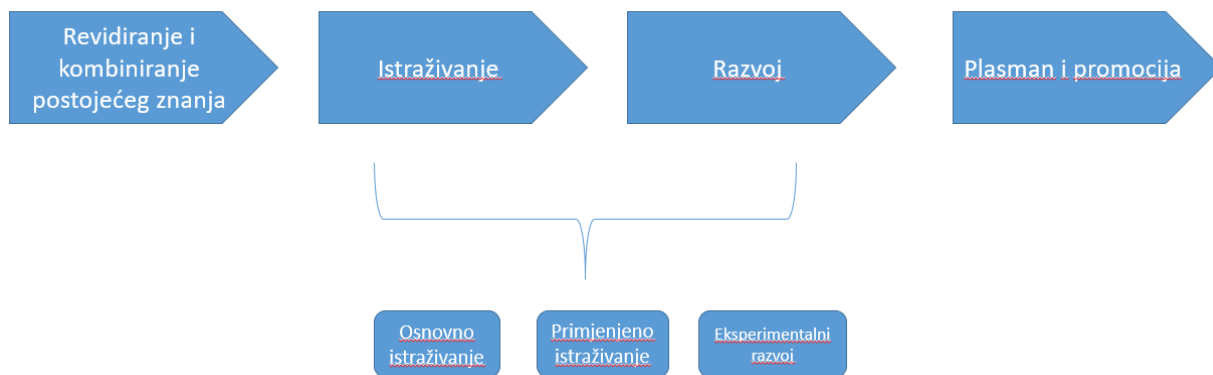 Revidiranje i
kombiniranje
postojećeg znanja
Istraživanje
Razvoj
Plasman i promocija
Osnovno
istraživanje
Primjenjeno
istraživanje
Eksperimentalni
razvoj